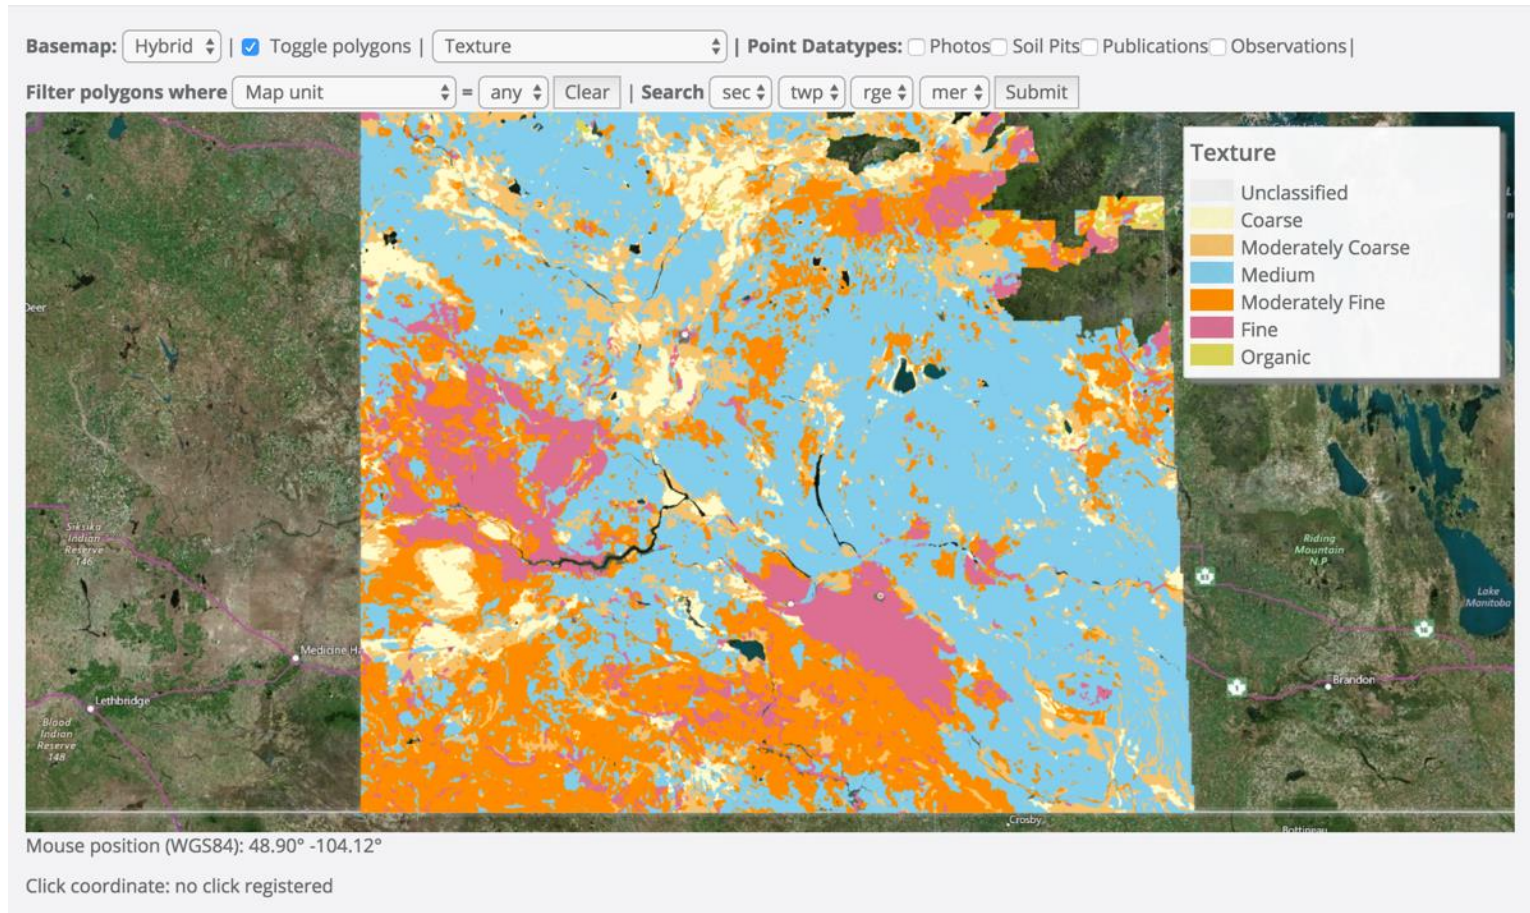 Basemap: Hybrid | Toggle polygons | Texture | Point Datatypes: Photos Soil Pits Publications Observations|
Filter polygons where Map unit = any Clear | Search sec twp rge mer Submit
Texture
Unclassified
Coarse
Moderately Coarse
Medium
Moderately Fine
Fine
Organic
Deer
Siksika
Indian
Reserve
146
Riding
Mountain
N.P.
Lake
Manitoba
16
Medicine Ha
Lethbridge
1
Brandon
Blood
Indian
Reserve
148
Crosby
Bottineau
Mouse position (WGS84): 48.90° -104.12°
Click coordinate: no click registered